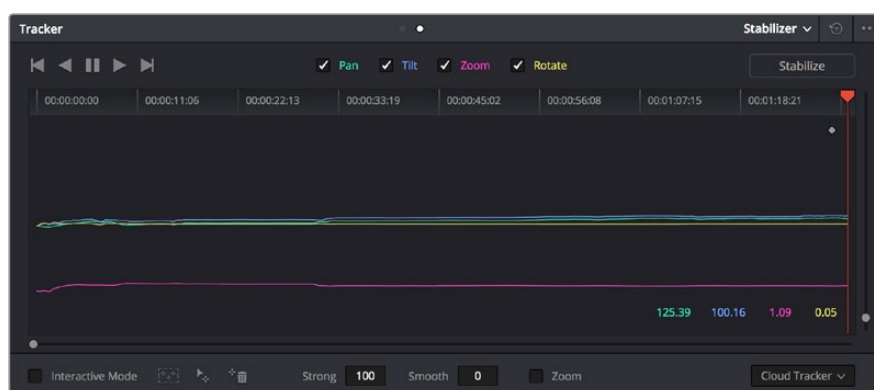 Tracker Stabilizer
Pan Tilt Zoom Rotate Stabilize
00:00:00:00 00:00:11:06 00:00:22:13 00:00:33:19 00:00:45:02 00:00:56:08 00:01:07:15 00:01:18:21
125.39 100.16 1.09 0.05
Interactive Mode Strong 100 Smooth 0 Zoom Cloud Tracker